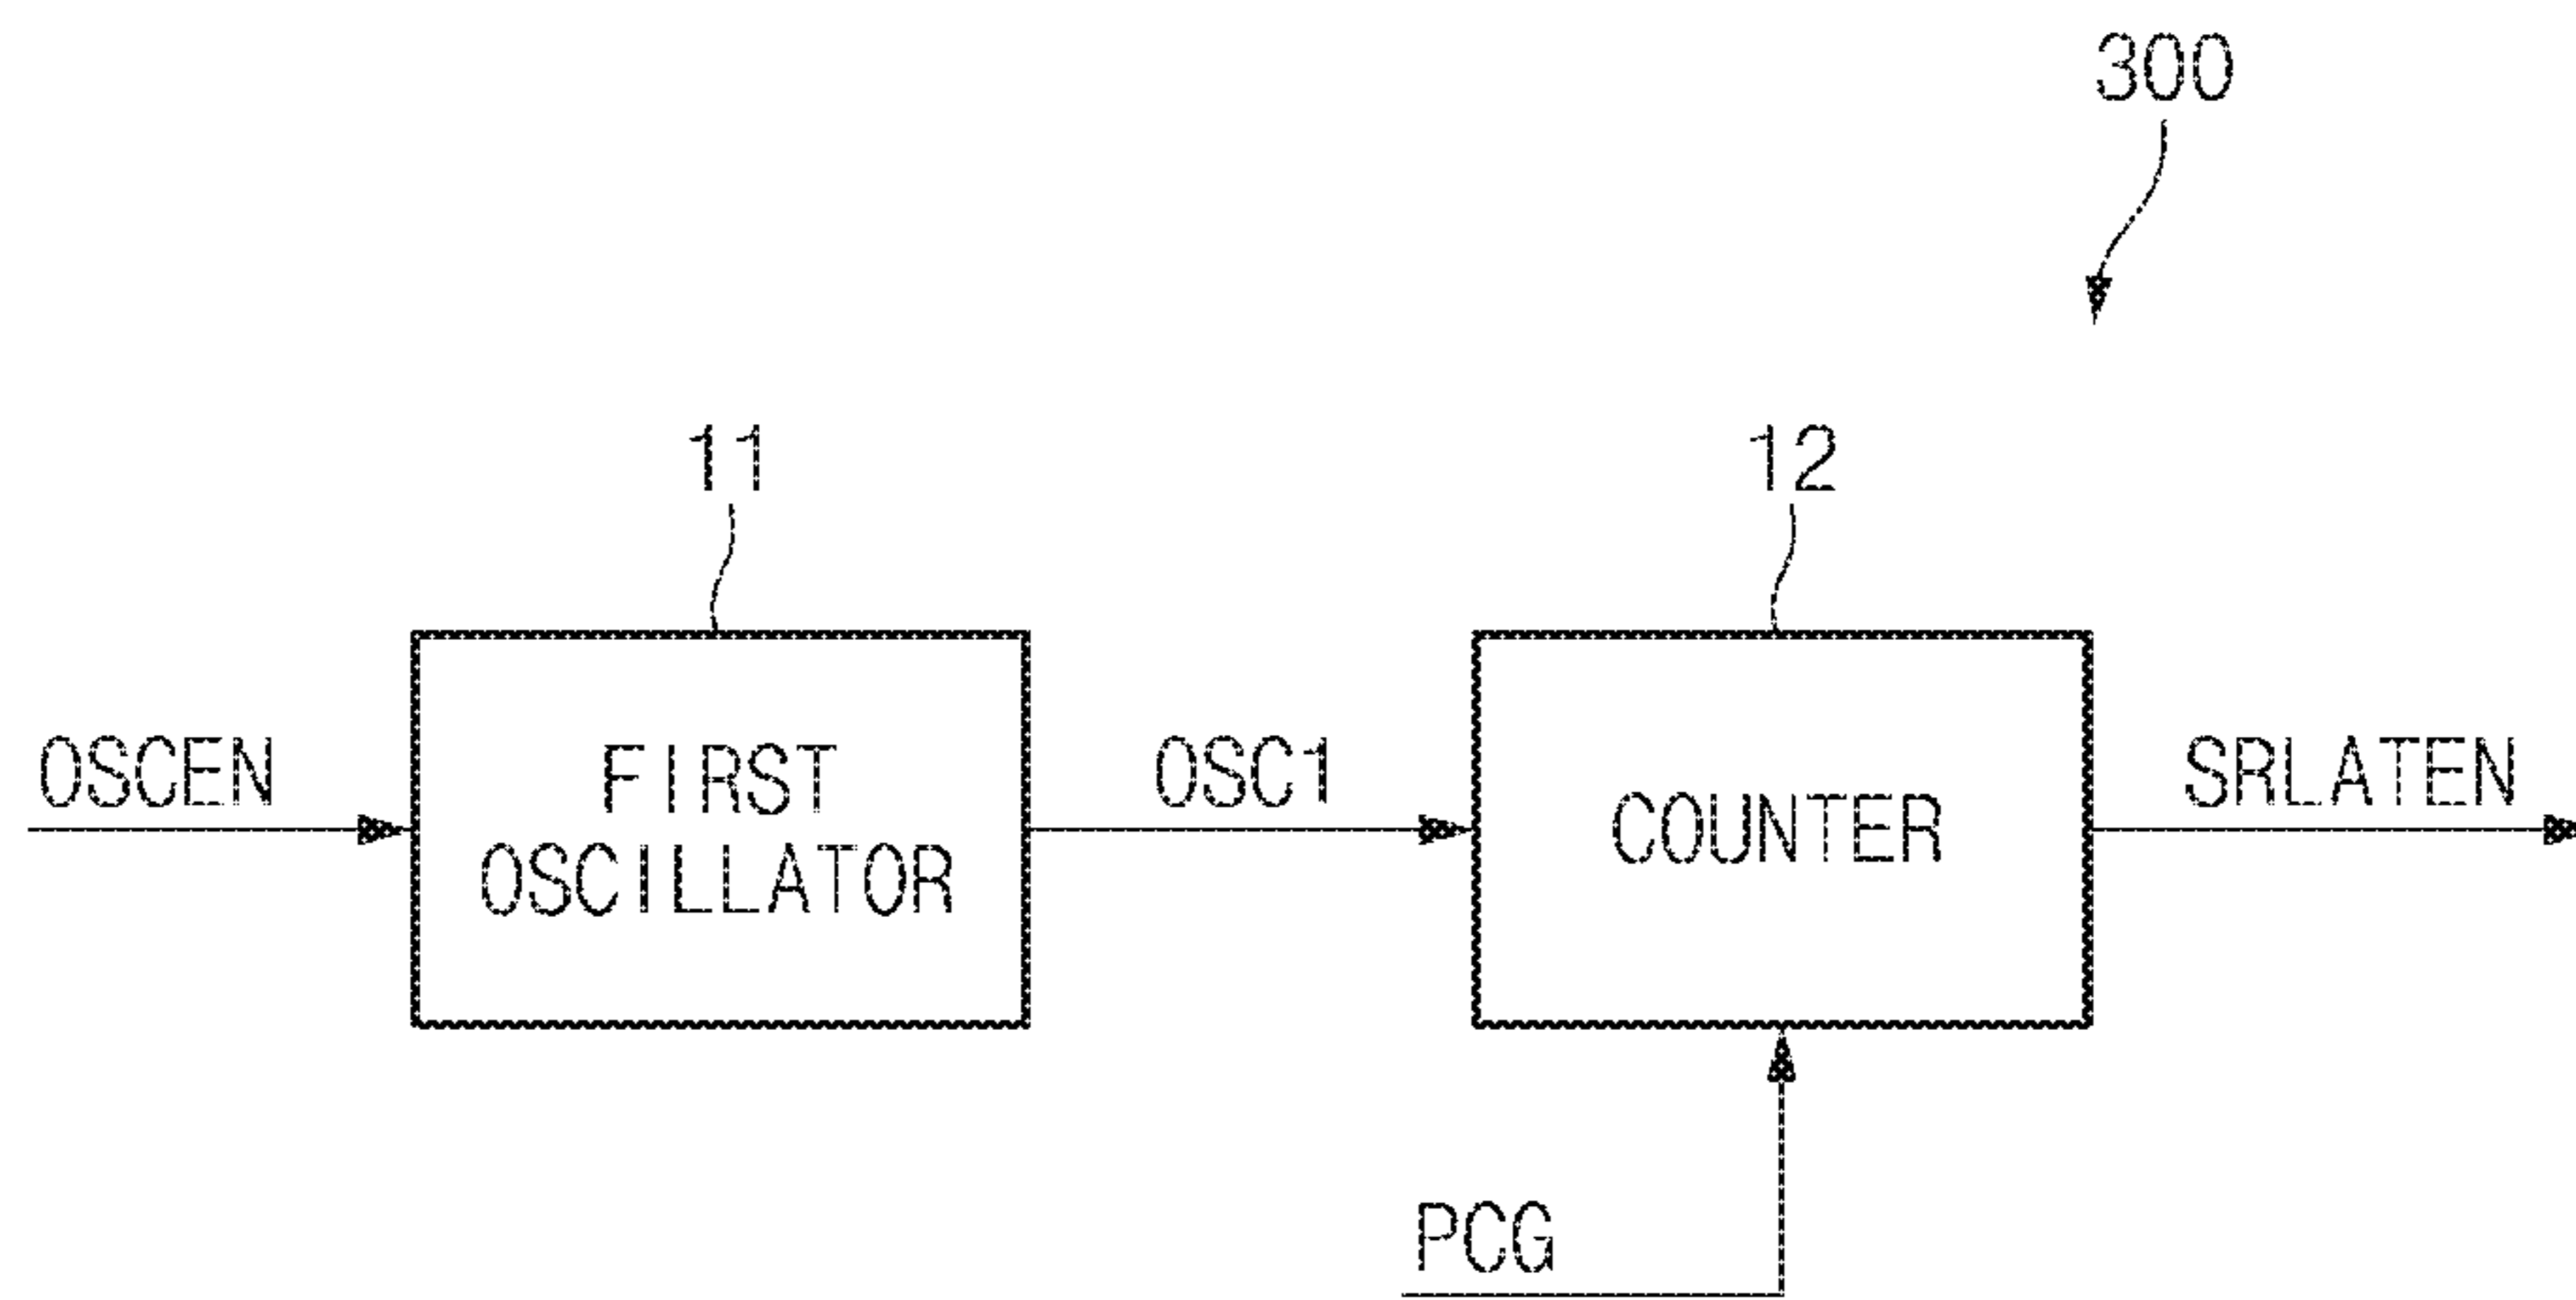 300
11
12
OSCEN
FIRST
OSCILLATOR
OSC1
COUNTER
SRLATEN
PCG